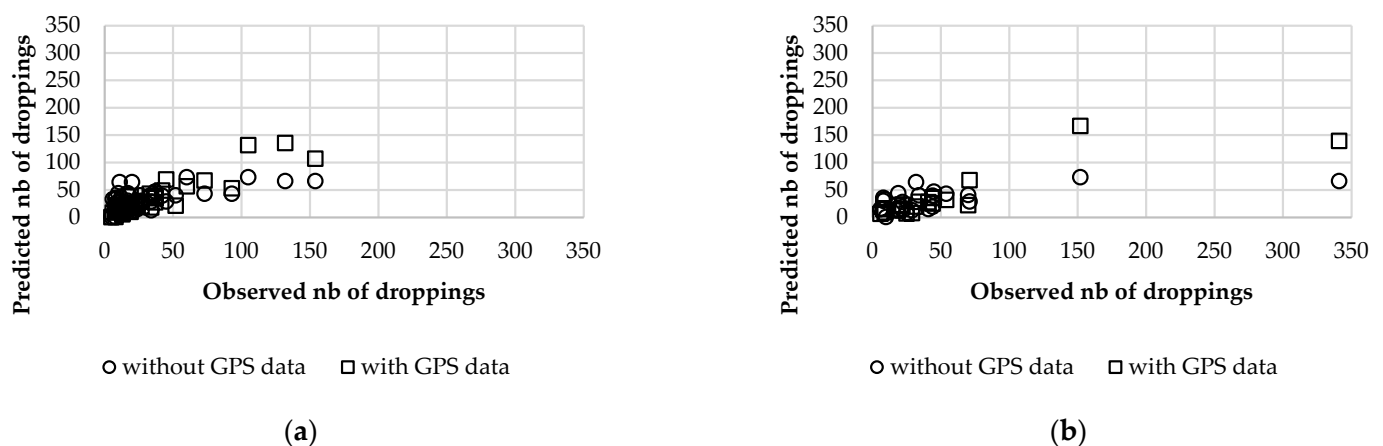 Predicted nb of droppings
350
300
250
200
150
100
50
0
0 50 100 150 200 250 300 350
Observed nb of droppings
without GPS data with GPS data
(a)
Predicted nb of droppings
350
300
250
200
150
100
50
0
0 50 100 150 200 250 300 350
Observed nb of droppings
without GPS data with GPS data
(b)